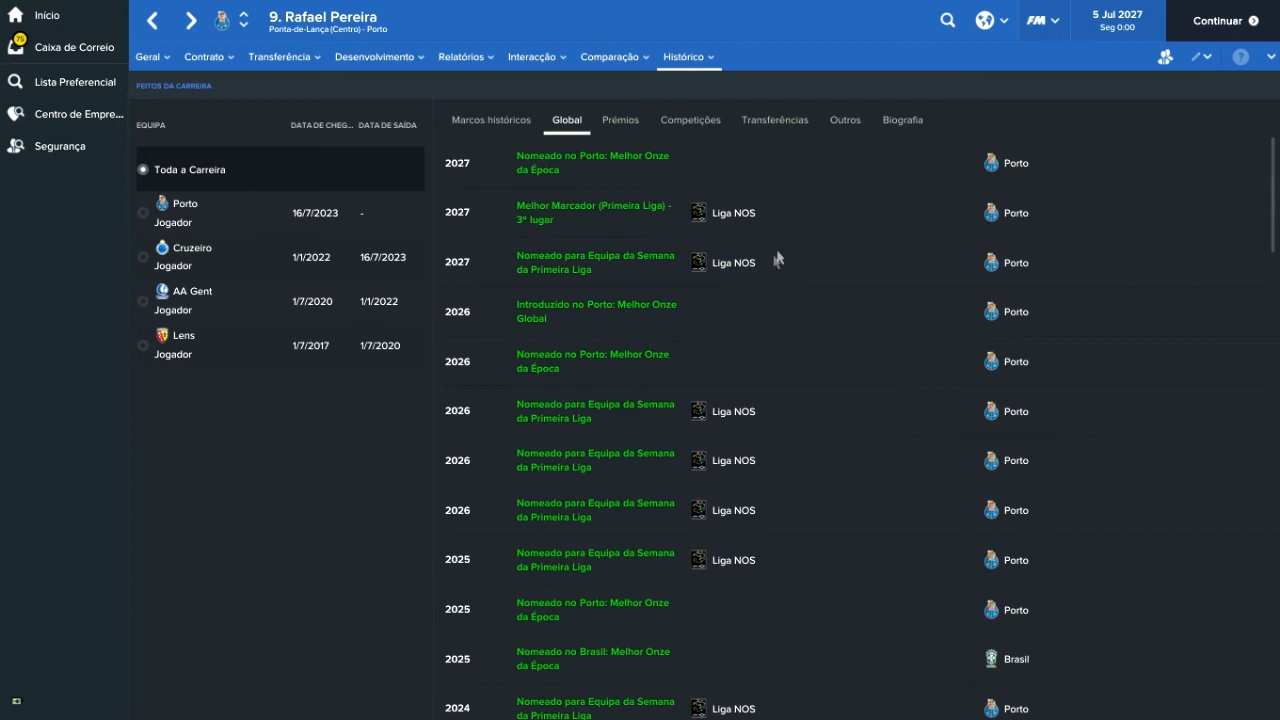 Início
75
Caixa de Correio
Lista Preferencial
Centro de Empre...
Segurança
9. Rafael Pereira
Ponta-de-Lança (Centro) - Porto
FM
5 Jul 2027
Seg 0:00
Continuar
Geral
Contrato
Transferência
Desenvolvimento
Relatórios
Interacção
Comparação
Histórico
?
FEITOS DA CARREIRA
EQUIPA
DATA DE CHEG...
DATA DE SAÍDA
Toda a Carreira
Porto
Jogador
16/7/2023
-
Cruzeiro
Jogador
1/1/2022
16/7/2023
AA Gent
Jogador
1/7/2020
1/1/2022
Lens
Jogador
1/7/2017
1/7/2020
Marcos históricos
Global
Prémios
Competições
Transferências
Outros
Biografia
2027
Nomeado no Porto: Melhor Onze
da Época
Porto
2027
Melhor Marcador (Primeira Liga) -
3º lugar
Liga NOS
Porto
2027
Nomeado para Equipa da Semana
da Primeira Liga
Liga NOS
Porto
2026
Introduzido no Porto: Melhor Onze
Global
Porto
2026
Nomeado no Porto: Melhor Onze
da Época
Porto
2026
Nomeado para Equipa da Semana
da Primeira Liga
Liga NOS
Porto
2026
Nomeado para Equipa da Semana
da Primeira Liga
Liga NOS
Porto
2026
Nomeado para Equipa da Semana
da Primeira Liga
Liga NOS
Porto
2025
Nomeado para Equipa da Semana
da Primeira Liga
Liga NOS
Porto
2025
Nomeado no Porto: Melhor Onze
da Época
Porto
2025
Nomeado no Brasil: Melhor Onze
da Época
Brasil
2024
Nomeado para Equipa da Semana
da Primeira Liga
Liga NOS
Porto